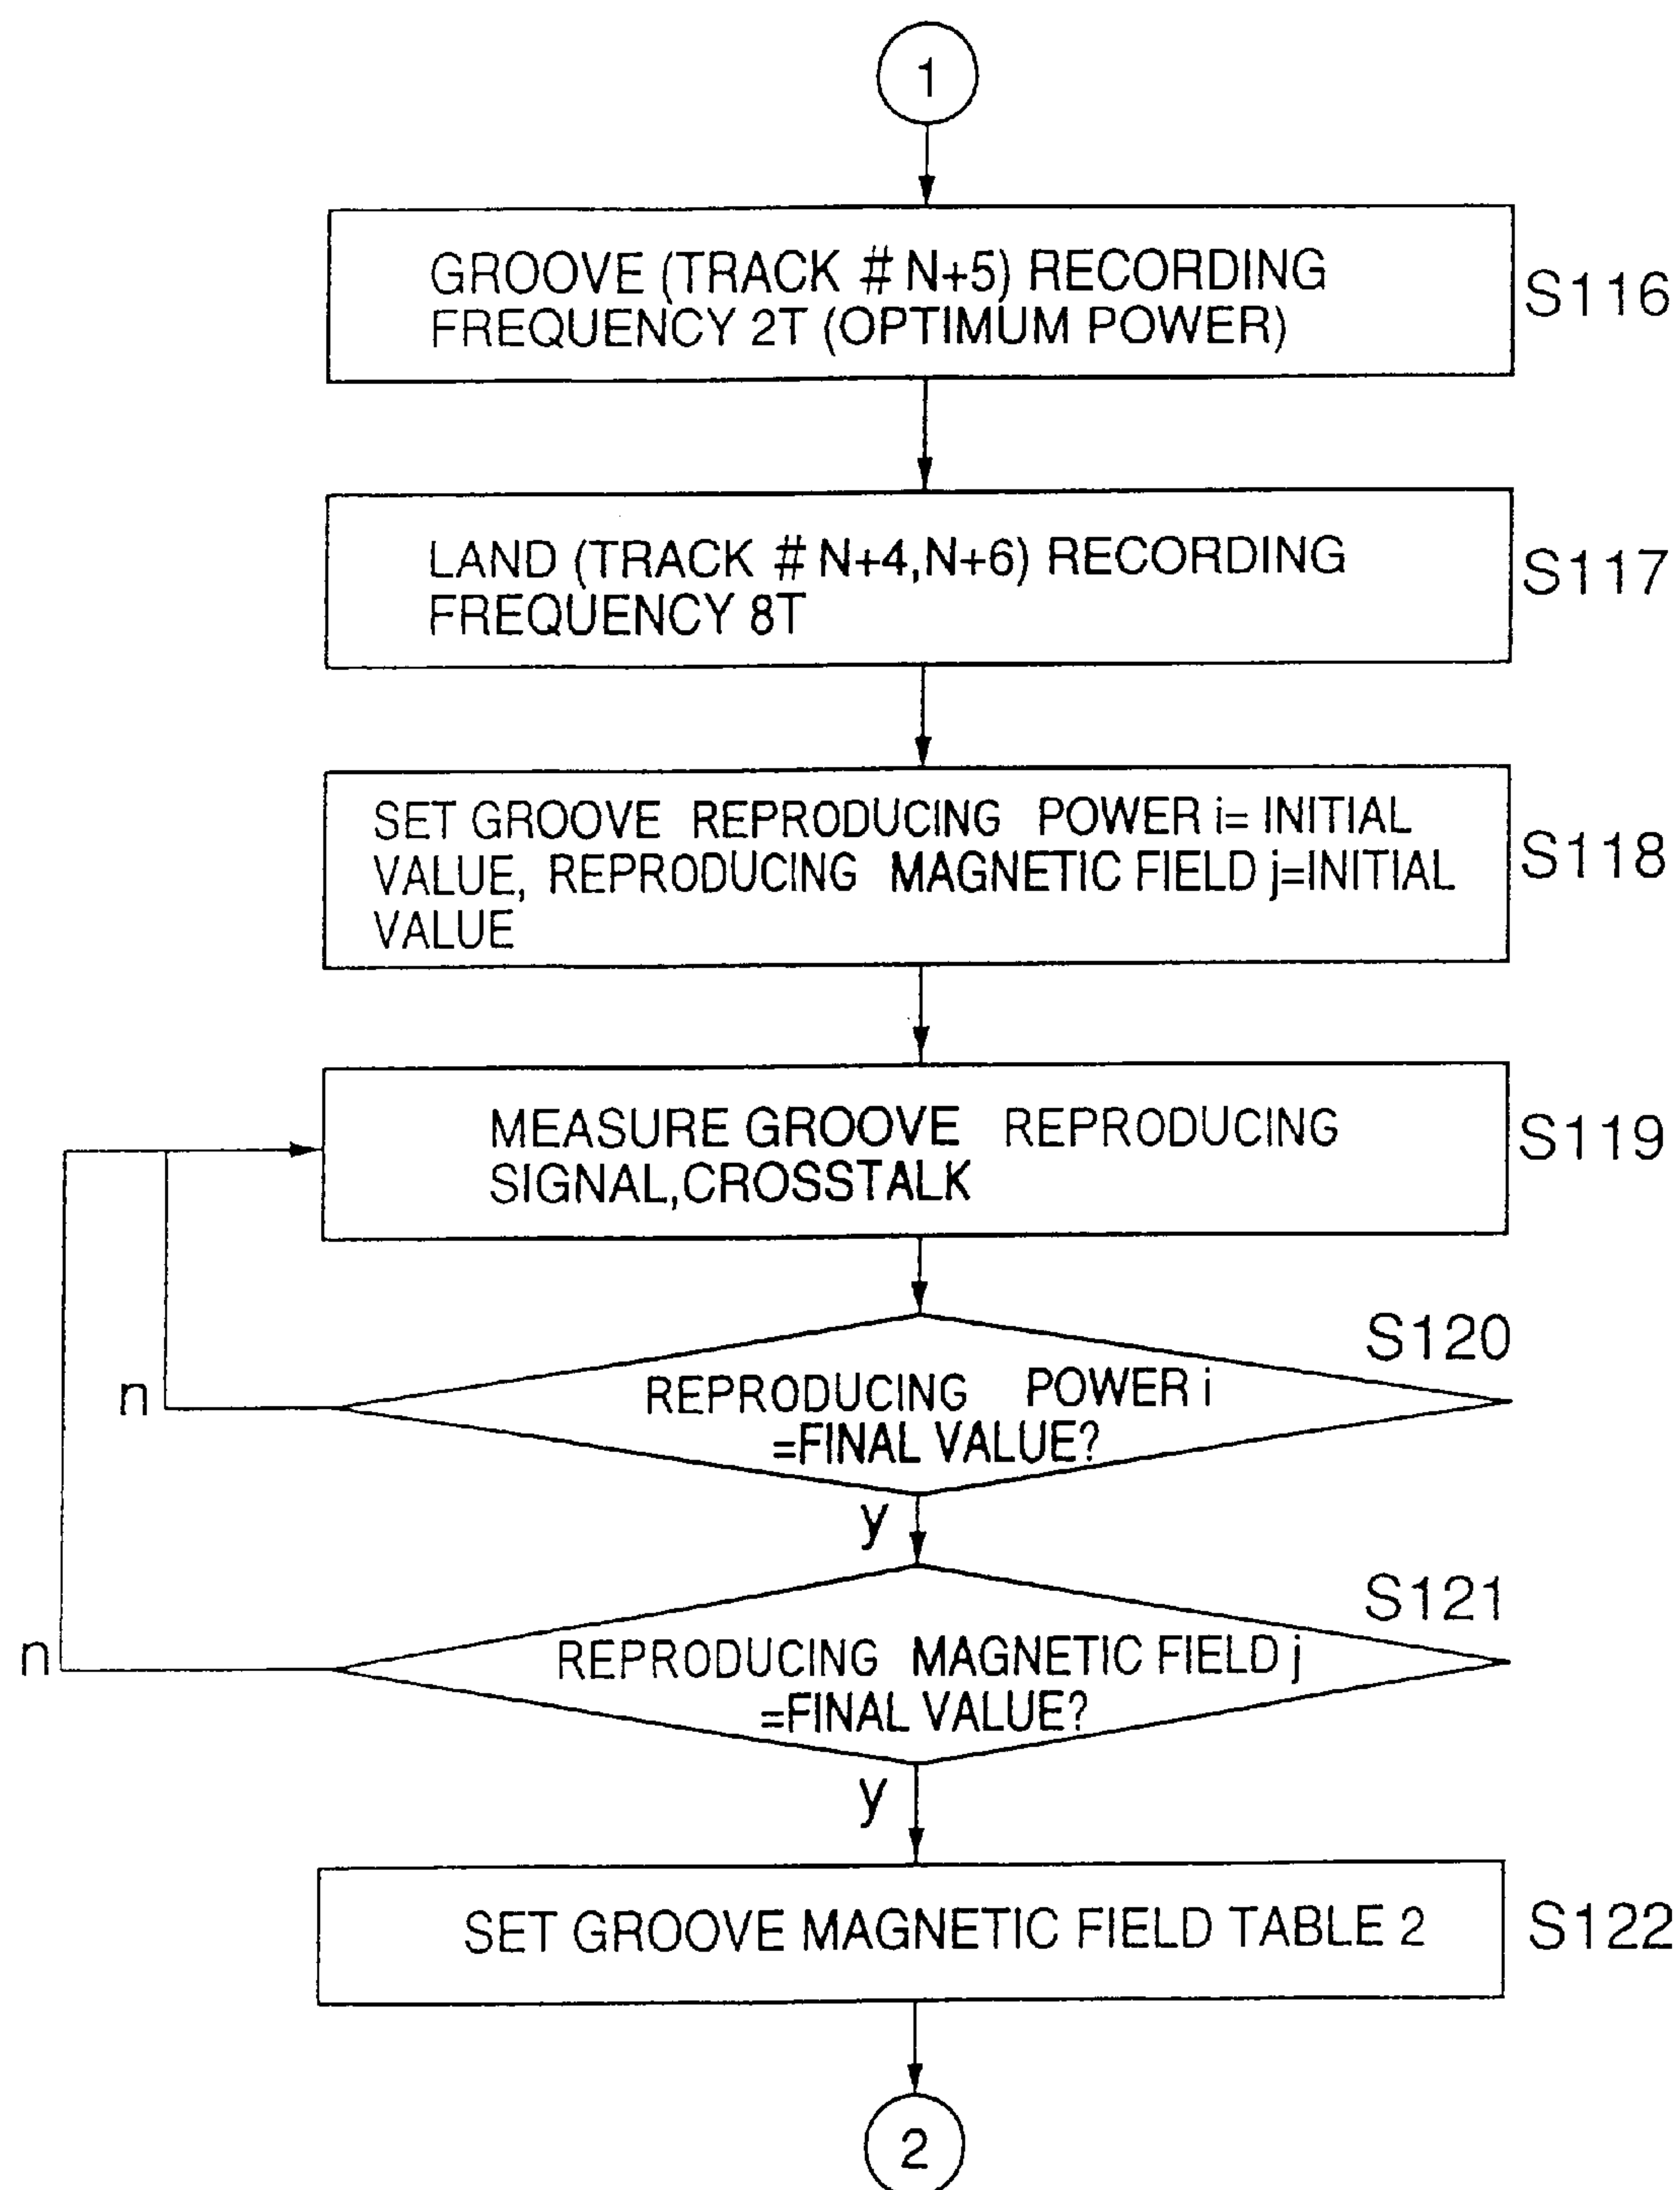 1
GROOVE (TRACK # N+5) RECORDING
FREQUENCY 2T (OPTIMUM POWER)
S116
LAND (TRACK # N+4,N+6) RECORDING
FREQUENCY 8T
S117
SET GROOVE REPRODUCING POWER i= INITIAL
VALUE, REPRODUCING MAGNETIC FIELD j=INITIAL
VALUE
S118
MEASURE GROOVE REPRODUCING
SIGNAL,CROSSTALK
S119
S120
REPRODUCING POWER i
=FINAL VALUE?
n
y
S121
REPRODUCING MAGNETIC FIELD j
=FINAL VALUE?
n
y
SET GROOVE MAGNETIC FIELD TABLE 2
S122
2